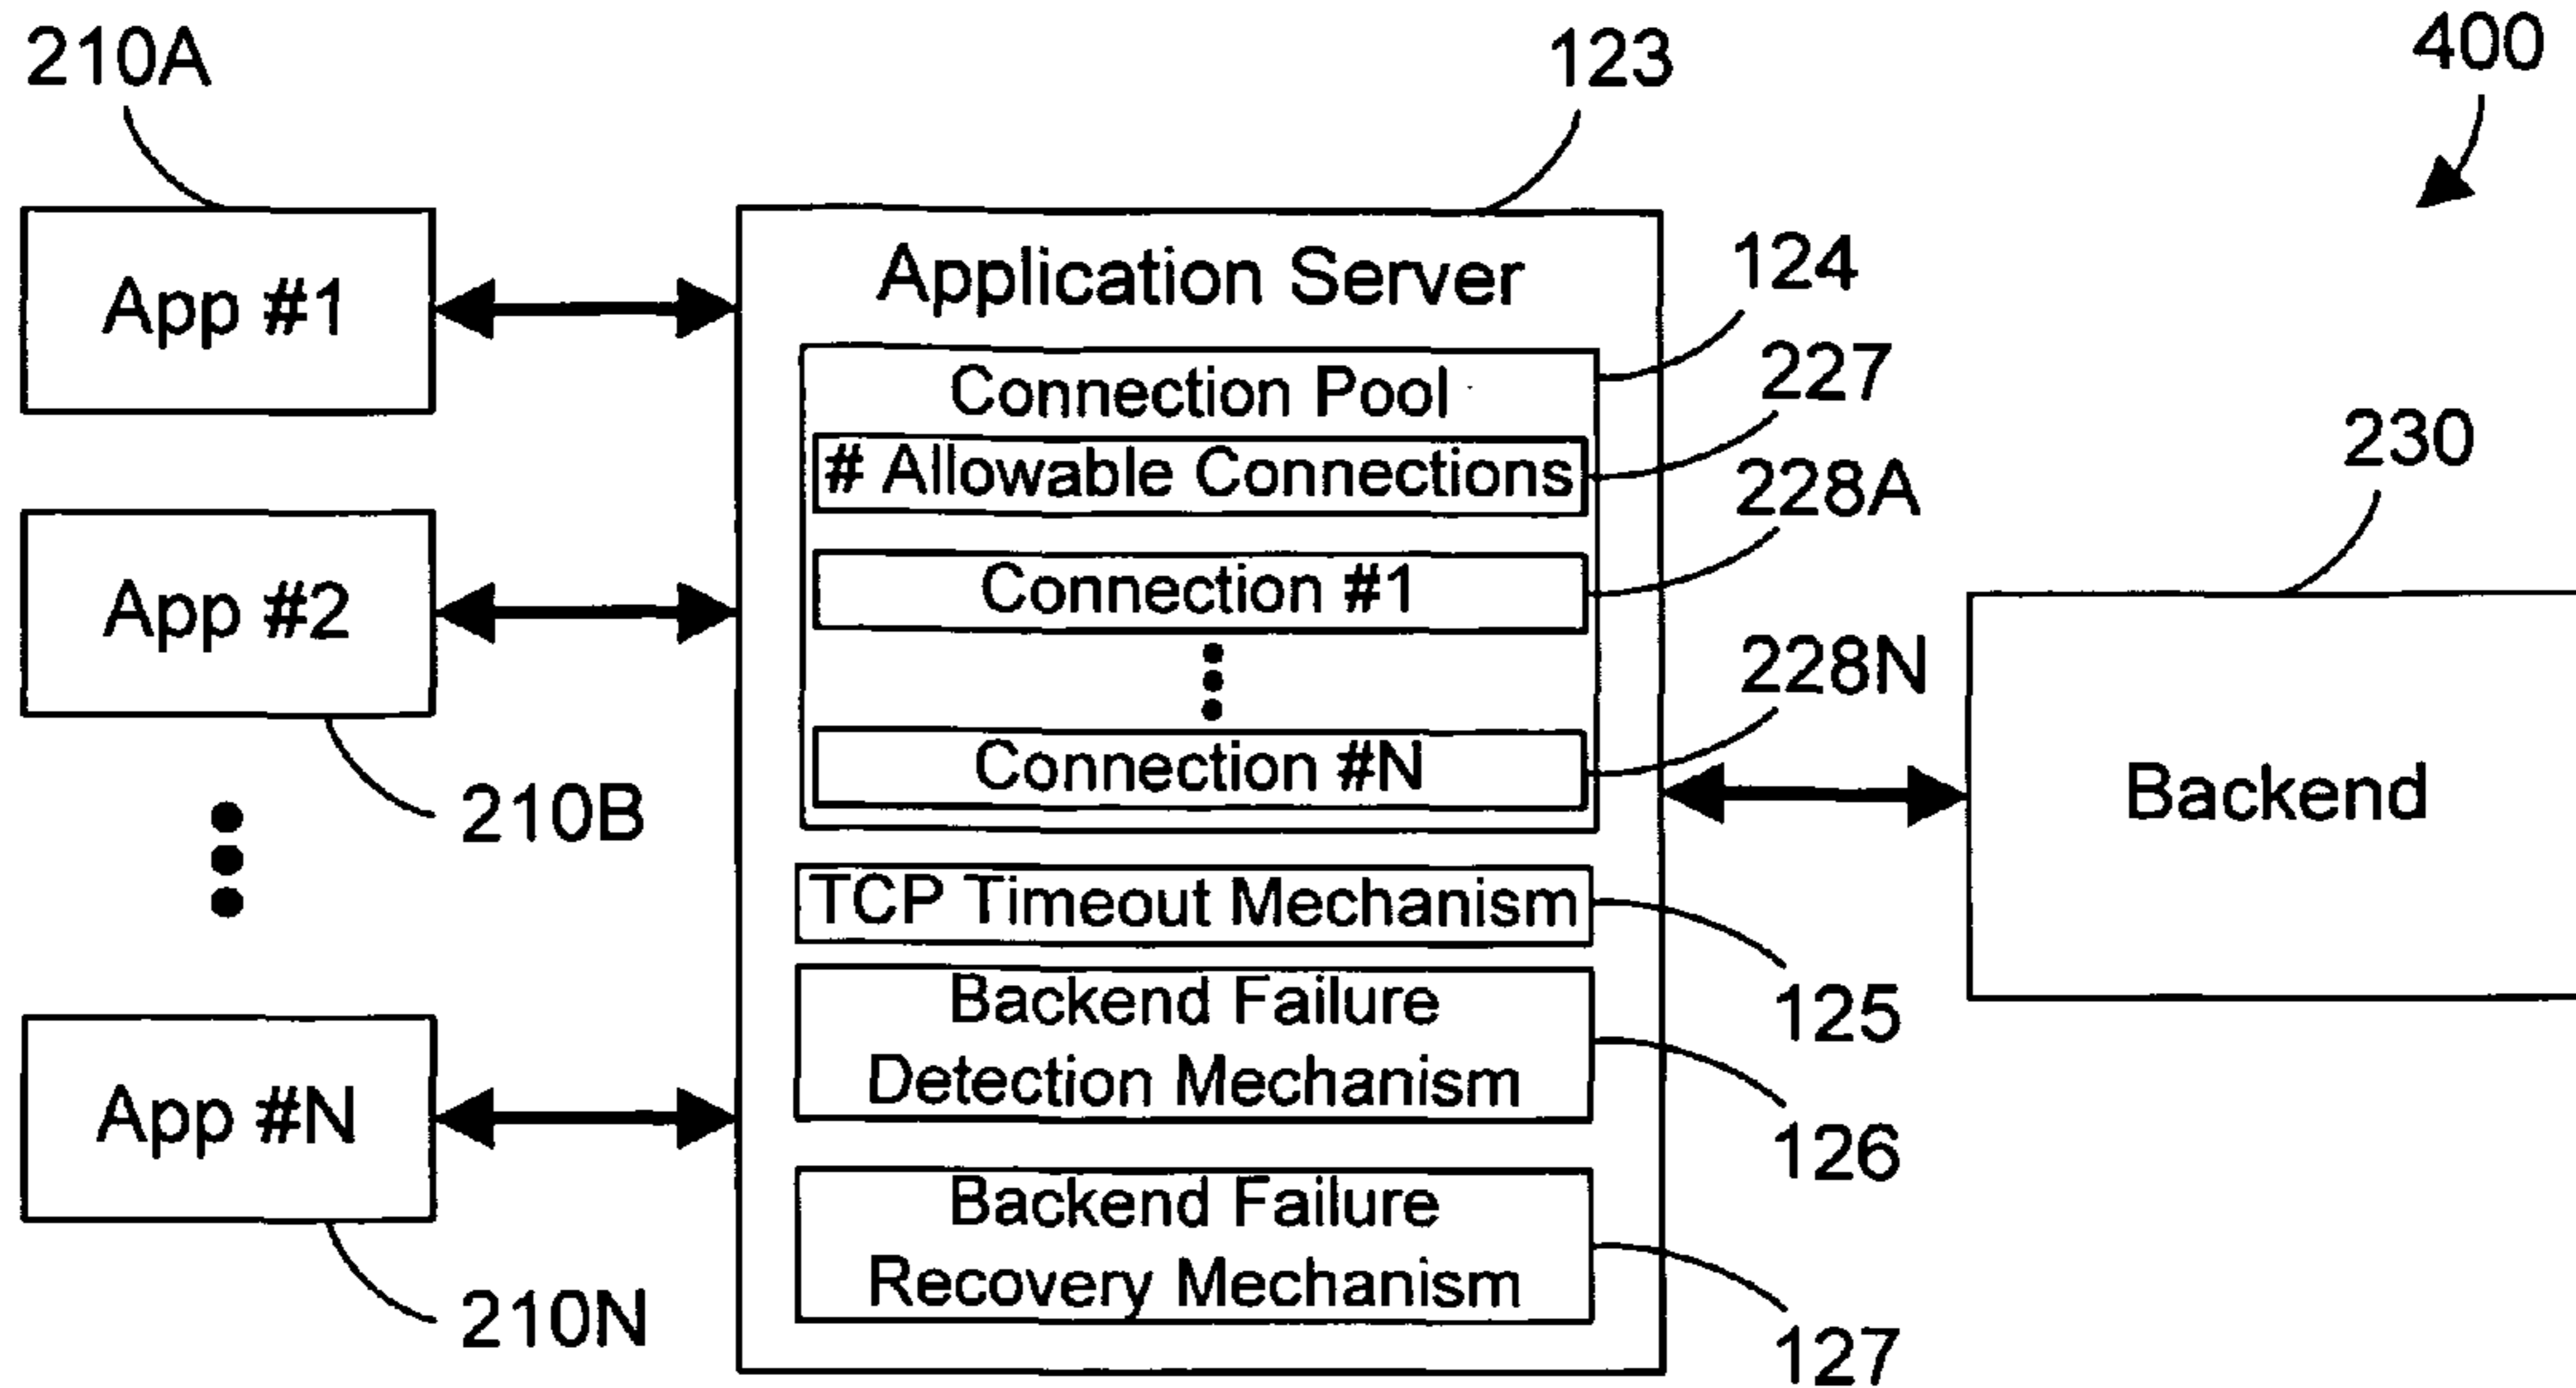 210A
123
400
App #1
Application Server
124
Connection Pool
227
# Allowable Connections
228A
Connection #1
230
App #2
228N
Connection #N
Backend
210B
TCP Timeout Mechanism
125
Backend Failure
Detection Mechanism
126
App #N
Backend Failure
Recovery Mechanism
127
210N